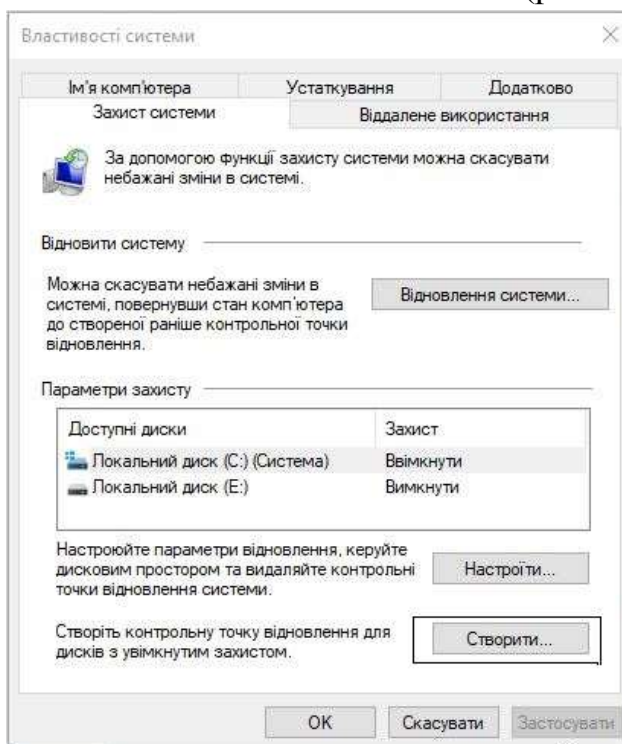 (р
Властивості системи
Ім'я комп'ютера
Устаткування
Додатково
Захист системи
Віддалене використання
За допомогою функції захисту системи можна скасувати
небажані зміни в системі.
Відновити систему
Можна скасувати небажані зміни в
системі, повернувши стан комп'ютера
до створеної раніше контрольної точки
відновлення.
Відновлення системи...
Параметри захисту
Доступні диски
Захист
Локальний диск (C:) (Система)
Ввімкнути
Локальний диск (E:)
Вимкнути
Настроюйте параметри відновлення, керуйте
дисковим простором та видаляйте контрольні
точки відновлення системи.
Настроїти...
Створіть контрольну точку відновлення для
дисків з увімкнутим захистом.
Створити...
OK
Скасувати
Застосувати